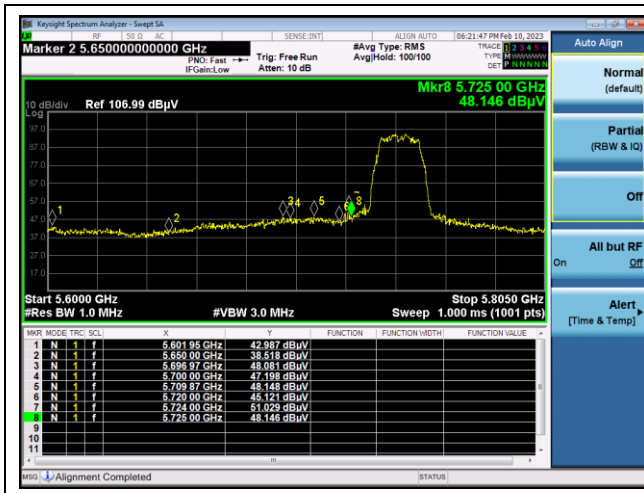 Keysight Spectrum Analyzer - Swept SA
RF 50 Ω AC SENSE:INT ALIGN AUTO 06:21:47 PM Feb 10, 2023
Marker 2 5.650000000000 GHz
PNO: Fast
IFGain:Low
Trig: Free Run
Atten: 10 dB
#Avg Type: RMS
Avg|Hold: 100/100
TRACE 1 2 3 4 5 6
TYPE M W W W W W
DET P N N N N N
Mkr8 5.725 00 GHz
48.146 dBµV
10 dB/div Ref 106.99 dBµV
Log
97.0
87.0
77.0
67.0
57.0
47.0
37.0
27.0
17.0
1
2
3
4
5
6
8
Start 5.6000 GHz Stop 5.8050 GHz
#Res BW 1.0 MHz #VBW 3.0 MHz Sweep 1.000 ms (1001 pts)
MKR MODE TRC SCL X Y FUNCTION FUNCTION WIDTH FUNCTION VALUE
1 N 1 f 5.601 95 GHz 42.987 dBµV
2 N 1 f 5.650 00 GHz 38.518 dBµV
3 N 1 f 5.696 97 GHz 48.081 dBµV
4 N 1 f 5.700 00 GHz 47.198 dBµV
5 N 1 f 5.709 87 GHz 48.148 dBµV
6 N 1 f 5.720 00 GHz 45.121 dBµV
7 N 1 f 5.724 00 GHz 51.029 dBµV
8 N 1 f 5.725 00 GHz 48.146 dBµV
9
10
11
MSG Alignment Completed STATUS
Auto Align
Normal
(default)
Partial
(RBW & IQ)
Off
All but RF
On Off
Alert
[Time & Temp]